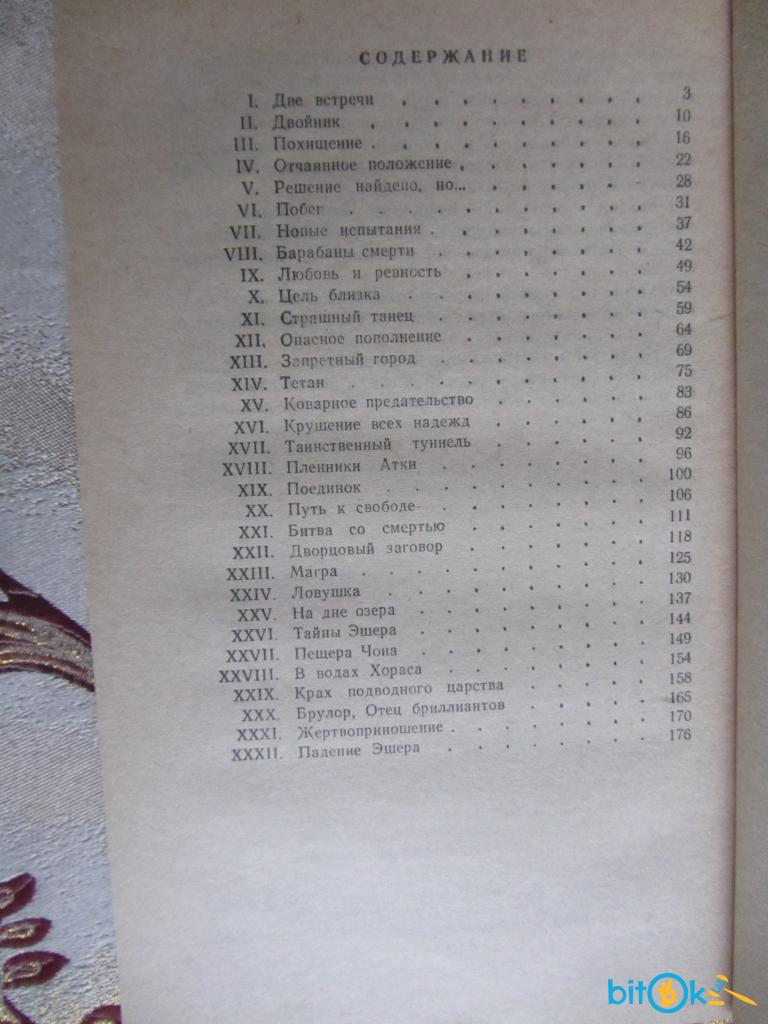 СОДЕРЖАНИЕ
I. Две встречи . . . . . . . . . 3
II. Двойник . . . . . . . . . . 10
III. Похищение . . . . . . . . . . 16
IV. Отчаянное положение . . . . . . . 22
V. Решение найдено, но... . . . . . . 28
VI. Побег . . . . . . . . . . 31
VII. Новые испытания . . . . . . . . 37
VIII. Барабаны смерти . . . . . . . . 42
IX. Любовь и ревность . . . . . . . 49
X. Цель близка . . . . . . . . . 54
XI. Страшный танец . . . . . . . . 59
XII. Опасное пополнение . . . . . . . 64
XIII. Запретный город . . . . . . . . 69
XIV. Тетан . . . . . . . . . . 75
XV. Коварное предательство . . . . . . . 83
XVI. Крушение всех надежд . . . . . . . 86
XVII. Таинственный туннель . . . . . . . 92
XVIII. Пленники Атки . . . . . . . . 96
XIX. Поединок . . . . . . . . . 100
XX. Путь к свободе . . . . . . . . 106
XXI. Битва со смертью . . . . . . . 111
XXII. Дворцовый заговор . . . . . . . 118
XXIII. Магра . . . . . . . . . . 125
XXIV. Ловушка . . . . . . . . . 130
XXV. На дне озера . . . . . . . . 137
XXVI. Тайны Эшера . . . . . . . . 144
XXVII. Пещера Чона . . . . . . . . 149
XXVIII. В водах Хораса . . . . . . . 154
XXIX. Крах подводного царства . . . . . . 158
XXX. Брулор, Отец бриллиантов . . . . . . 165
XXXI. Жертвоприношение . . . . . . . . 170
XXXII. Падение Эшера . . . . . . . . 176
bitOk